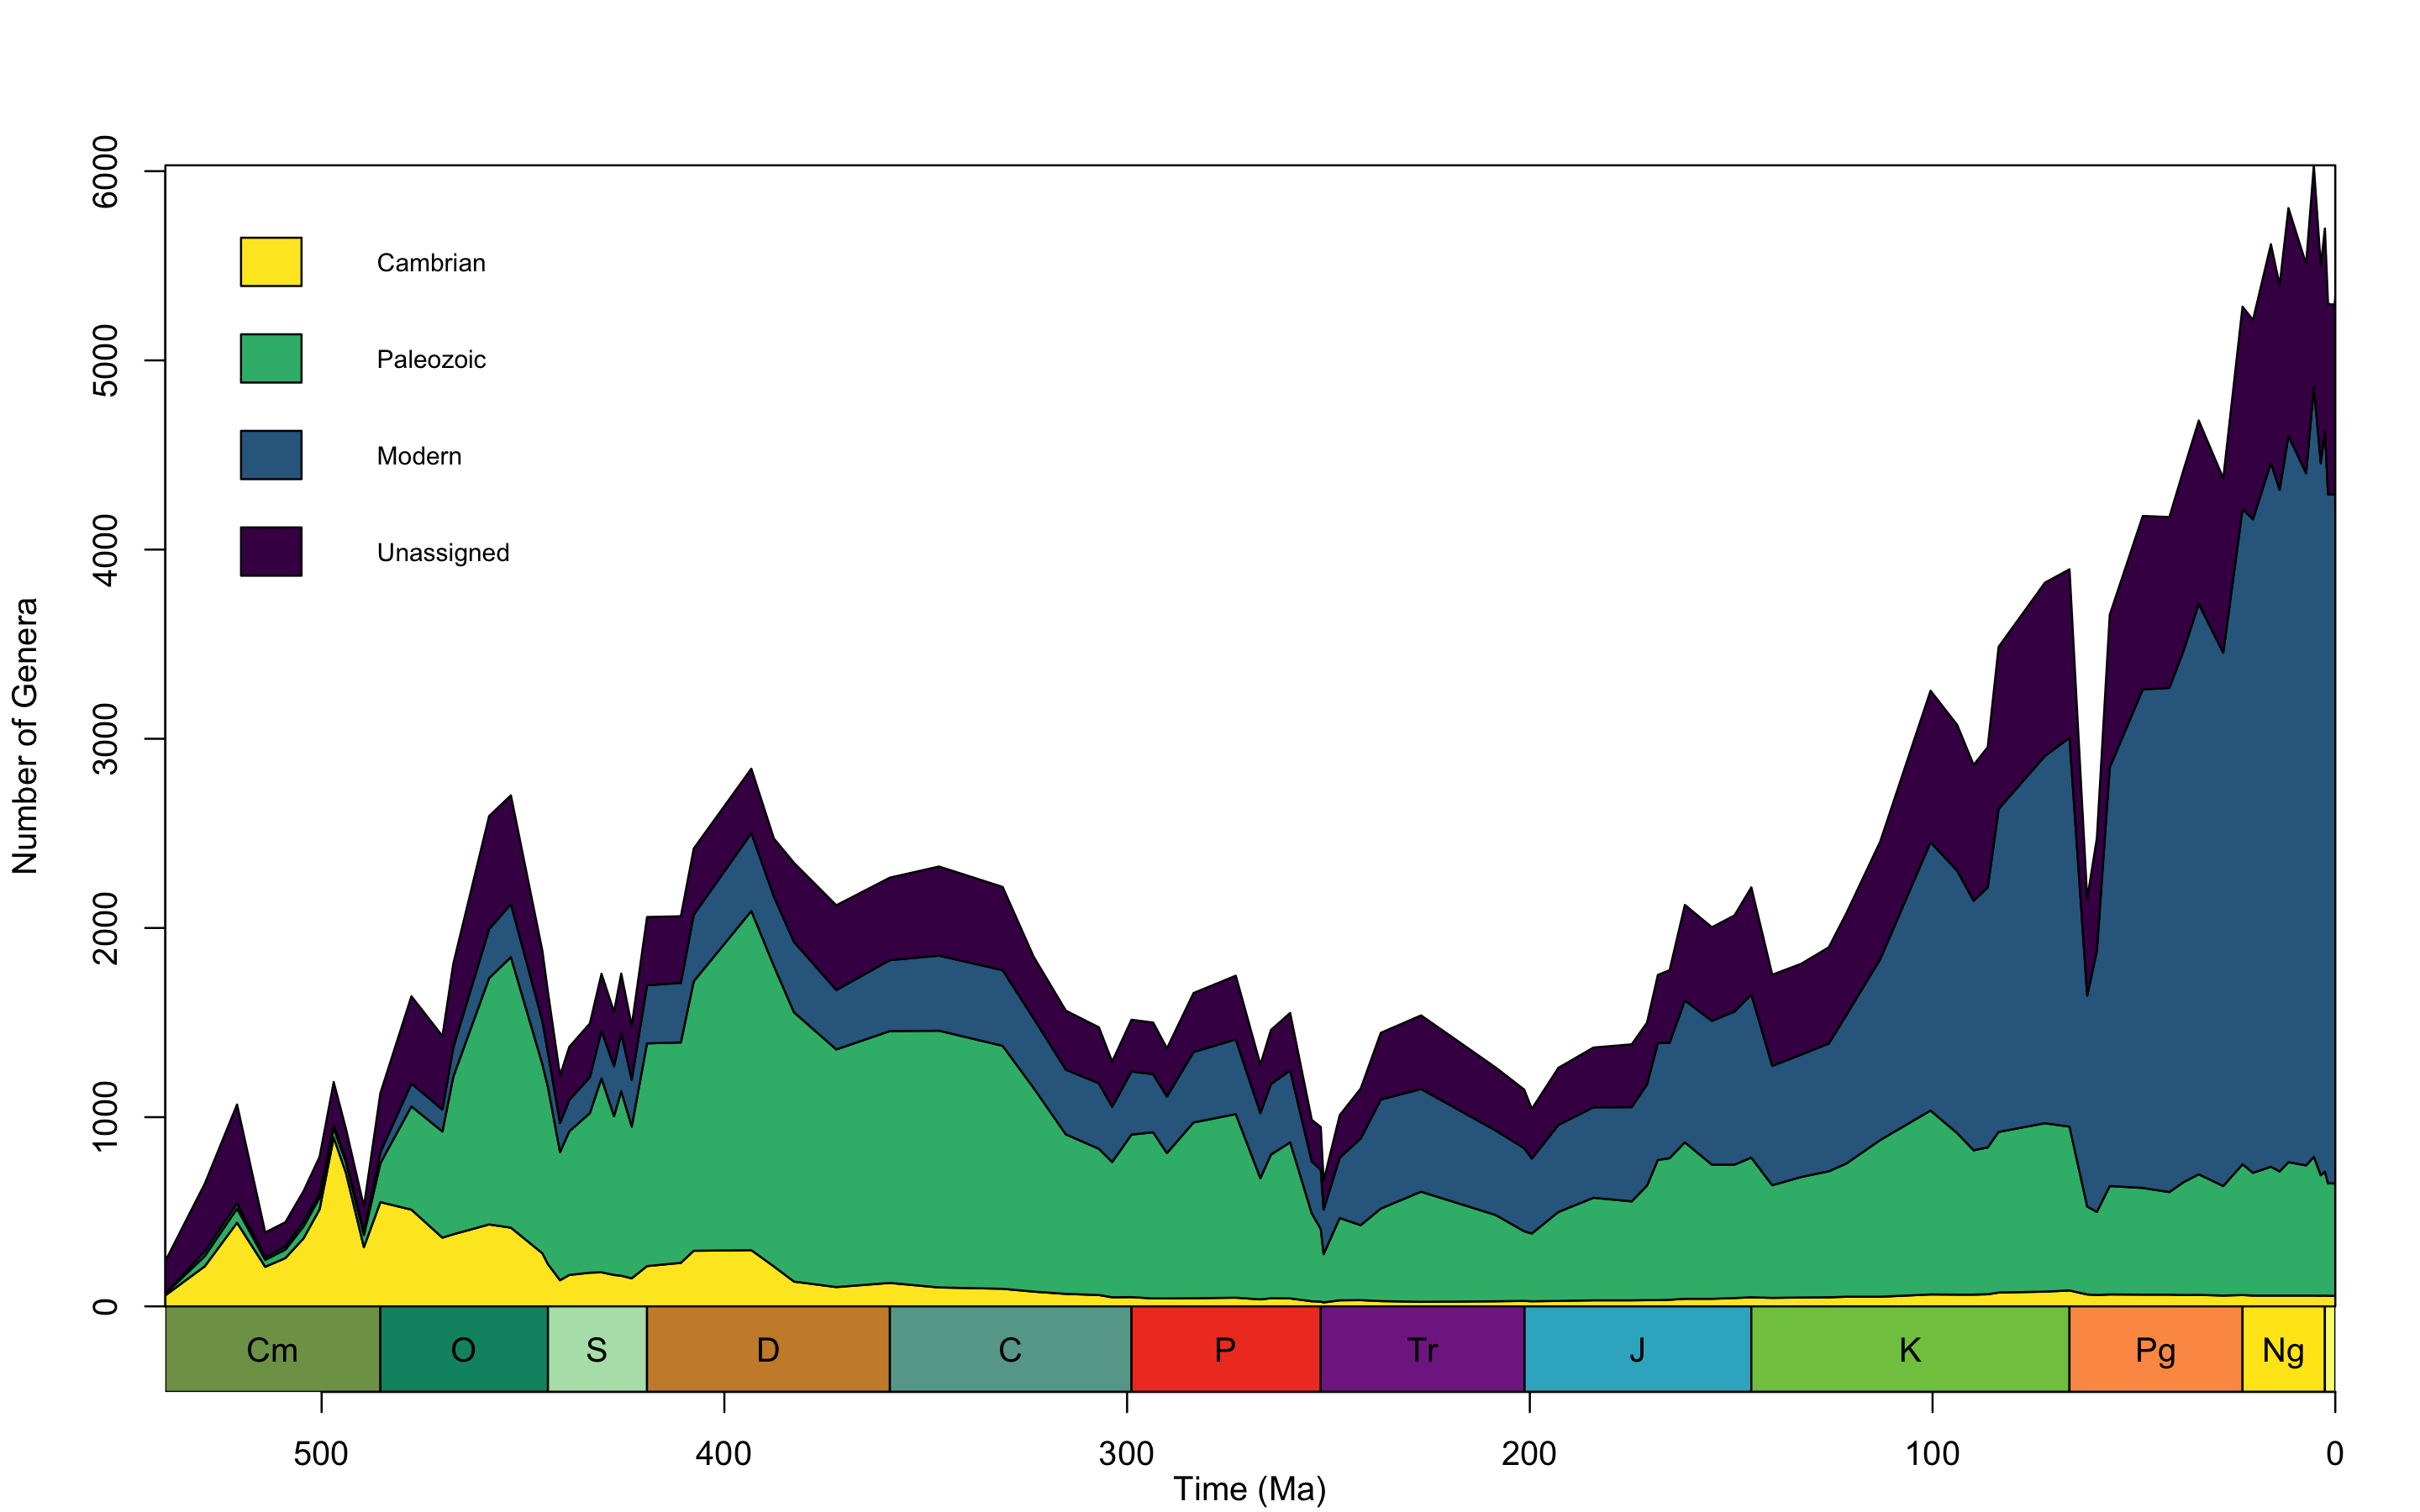 6000
5000
4000
3000
2000
1000
0
Number of Genera
Cambrian
Paleozoic
Modern
Unassigned
Cm O S D C P Tr J K Pg Ng
500 400 300 200 100 0
Time (Ma)